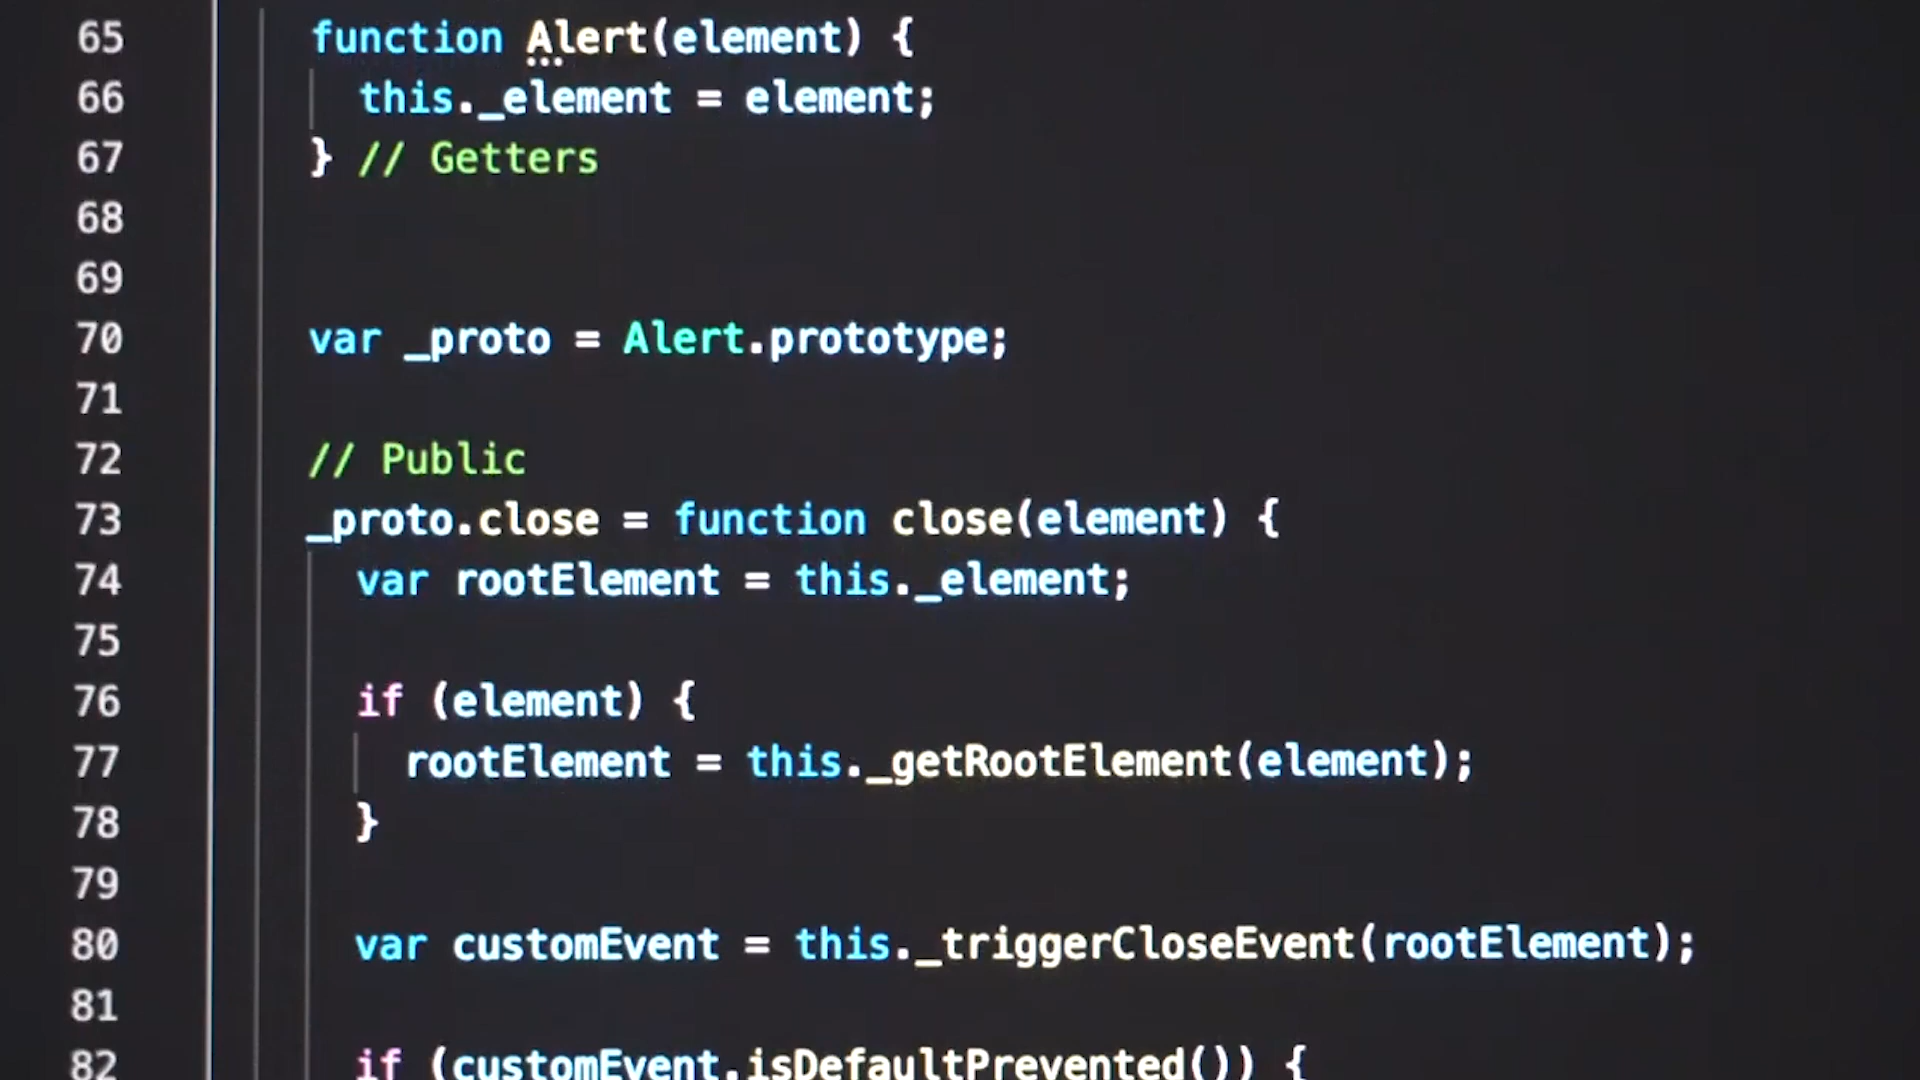 65 function Alert(element) {
66 this._element = element;
67 } // Getters
68
69
70 var _proto = Alert.prototype;
71
72 // Public
73 _proto.close = function close(element) {
74 var rootElement = this._element;
75
76 if (element) {
77 rootElement = this._getRootElement(element);
78 }
79
80 var customEvent = this._triggerCloseEvent(rootElement);
81
82 if (customEvent.isDefaultPrevented()) {